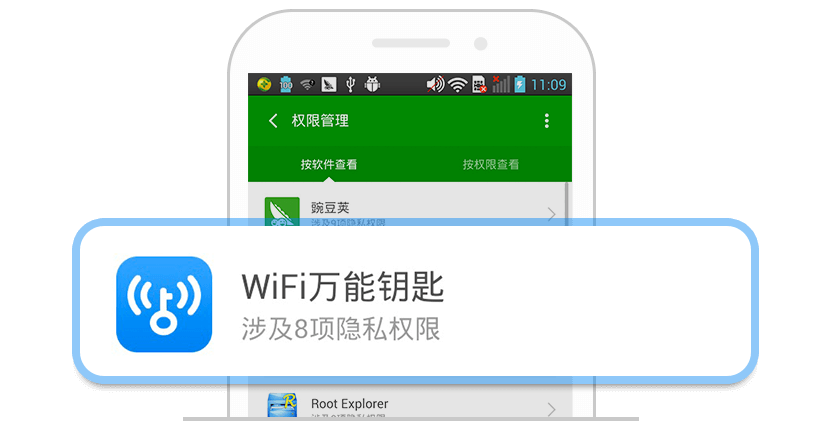 100
11:09
权限管理
按软件查看
按权限查看
豌豆荚
涉及9项隐私权限
WiFi万能钥匙
涉及8项隐私权限
Root Explorer